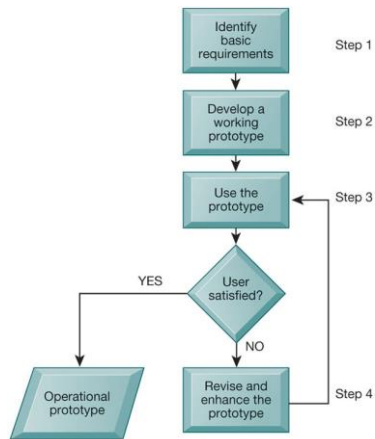 Identify
basic
requirements
Step 1
Develop a
working
prototype
Step 2
Use the
prototype
Step 3
User
satisfied?
YES
NO
Operational
prototype
Revise and
enhance the
prototype
Step 4